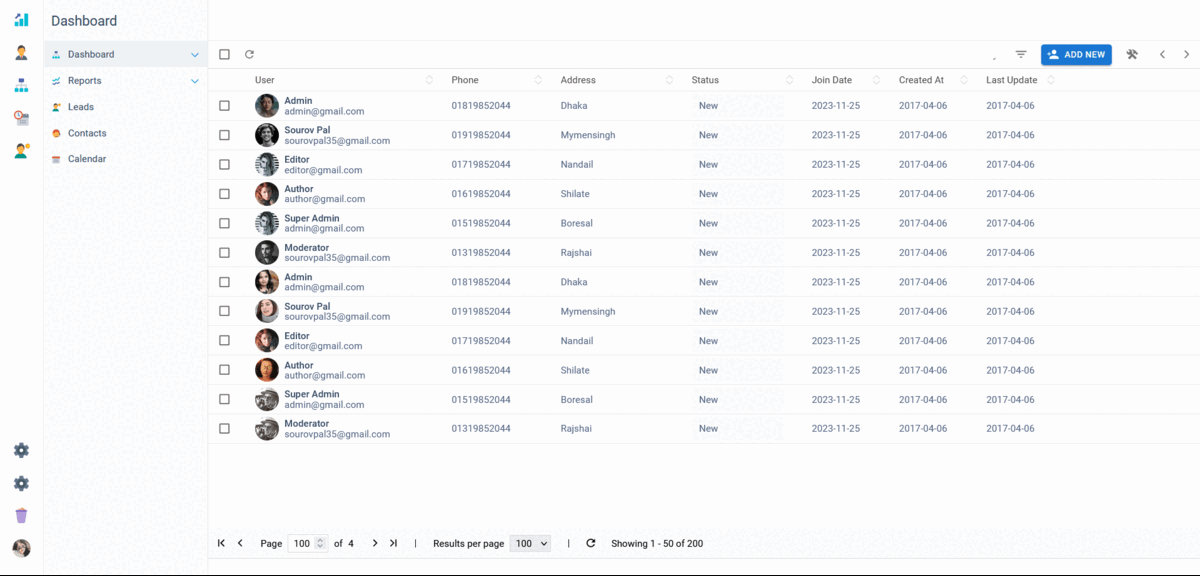 Dashboard
Dashboard
Reports
Leads
Contacts
Calendar
ADD NEW
User Phone Address Status Join Date Created At Last Update
Admin
admin@gmail.com 01819852044 Dhaka New 2023-11-25 2017-04-06 2017-04-06
Sourov Pal
sourovpal35@gmail.com 01919852044 Mymensingh New 2023-11-25 2017-04-06 2017-04-06
Editor
editor@gmail.com 01719852044 Nandail New 2023-11-25 2017-04-06 2017-04-06
Author
author@gmail.com 01619852044 Shilate New 2023-11-25 2017-04-06 2017-04-06
Super Admin
admin@gmail.com 01519852044 Boresal New 2023-11-25 2017-04-06 2017-04-06
Moderator
sourovpal35@gmail.com 01319852044 Rajshai New 2023-11-25 2017-04-06 2017-04-06
Admin
admin@gmail.com 01819852044 Dhaka New 2023-11-25 2017-04-06 2017-04-06
Sourov Pal
sourovpal35@gmail.com 01919852044 Mymensingh New 2023-11-25 2017-04-06 2017-04-06
Editor
editor@gmail.com 01719852044 Nandail New 2023-11-25 2017-04-06 2017-04-06
Author
author@gmail.com 01619852044 Shilate New 2023-11-25 2017-04-06 2017-04-06
Super Admin
admin@gmail.com 01519852044 Boresal New 2023-11-25 2017-04-06 2017-04-06
Moderator
sourovpal35@gmail.com 01319852044 Rajshai New 2023-11-25 2017-04-06 2017-04-06
Page 100 of 4 | Results per page 100 | Showing 1 - 50 of 200